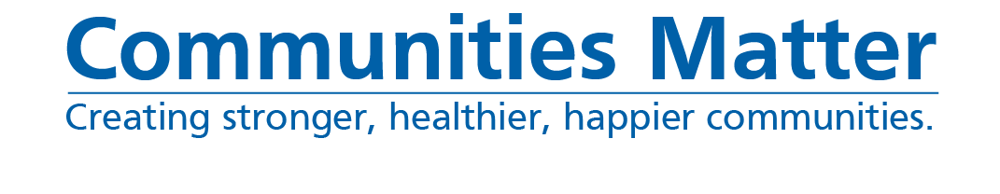 Communities Matter
Creating stronger, healthier, happier communities.